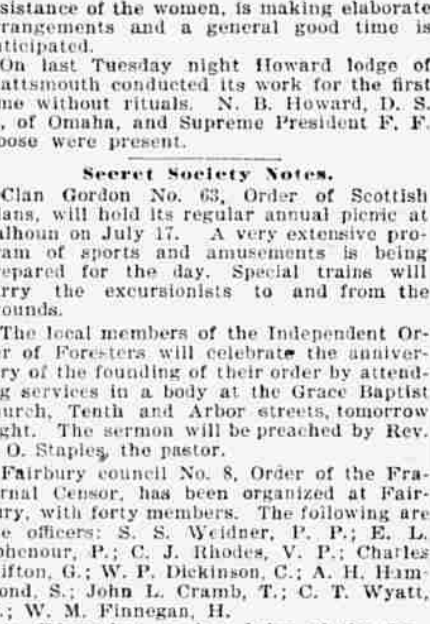 sistance of the women, is making elaborate
rrangements and a general good time is
nticipated.
On last Tuesday night Howard lodge of
lattsmouth conducted its work for the first
me without rituals. N. B. Howard, D. S.
, of Omaha, and Supreme President F. F.
oose were present.
Secret Society Notes.
Clan Gordon No. 63, Order of Scottish
lans, will hold its regular annual picnic at
alhoun on July 17. A very extensive pro-
ram of sports and amusements is being
repared for the day. Special trains will
rry the excursionists to and from the
ounds.
The local members of the Independent Or-
er of Foresters will celebrate the anniver-
ry of the founding of their order by attend-
g services in a body at the Grace Baptist
urch, Tenth and Arbor streets, tomorrow
ght. The sermon will be preached by Rev.
O. Staples, the pastor.
Fairbury council No. 8, Order of the Fra-
rnal Censor, has been organized at Fair-
ury, with forty members. The following are
e officers: S. S. Weidner, P. P.; E. L.
phenour, P.; C. J. Rhodes, V. P.; Charles
lifton, G.; W. P. Dickinson, C.; A. H. Ham-
ond, S.; John L. Cramb, T.; C. T. Wyatt,
.; W. M. Finnegan, H.